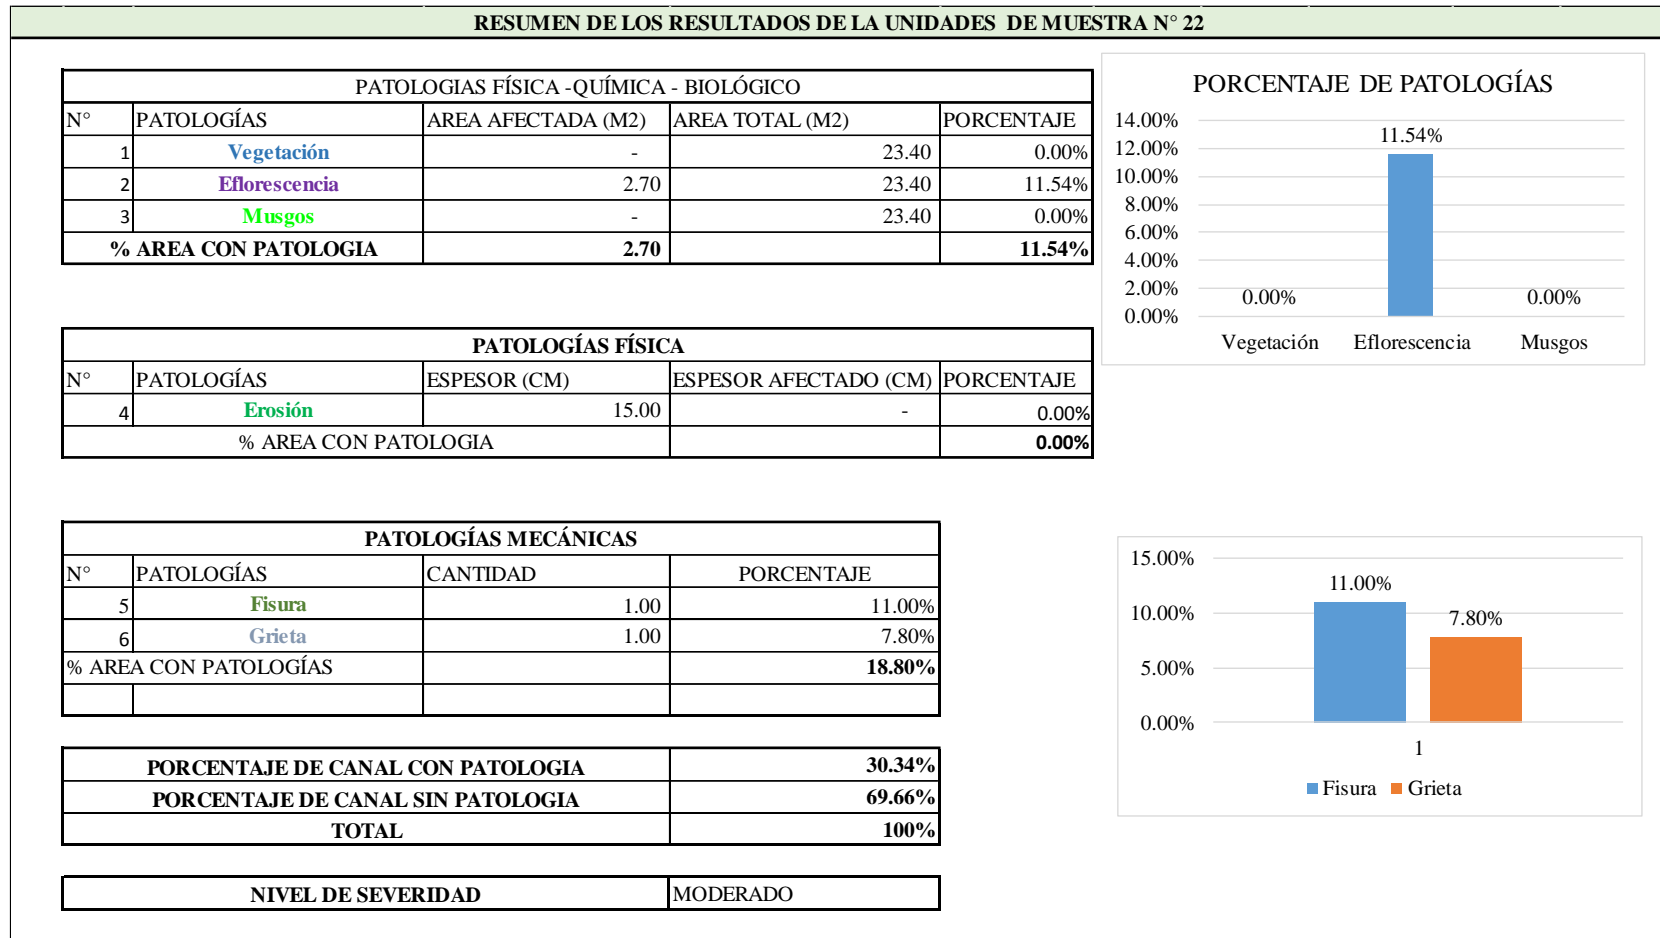 RESUMEN DE LOS RESULTADOS DE LA UNIDADES DE MUESTRA N° 22
PATOLOGIAS FÍSICA -QUÍMICA - BIOLÓGICO
N° PATOLOGÍAS AREA AFECTADA (M2) AREA TOTAL (M2) PORCENTAJE
1 Vegetación - 23.40 0.00%
2 Eflorescencia 2.70 23.40 11.54%
3 Musgos - 23.40 0.00%
% AREA CON PATOLOGIA 2.70 11.54%
PORCENTAJE DE PATOLOGÍAS
14.00%
12.00%
10.00%
8.00%
6.00%
4.00%
2.00%
0.00%
0.00% 11.54% 0.00%
Vegetación Eflorescencia Musgos
PATOLOGÍAS FÍSICA
N° PATOLOGÍAS ESPESOR (CM) ESPESOR AFECTADO (CM) PORCENTAJE
4 Erosión 15.00 - 0.00%
% AREA CON PATOLOGIA 0.00%
PATOLOGÍAS MECÁNICAS
N° PATOLOGÍAS CANTIDAD PORCENTAJE
5 Fisura 1.00 11.00%
6 Grieta 1.00 7.80%
% AREA CON PATOLOGÍAS 18.80%
15.00%
10.00%
5.00%
0.00%
11.00% 7.80%
1
Fisura Grieta
PORCENTAJE DE CANAL CON PATOLOGIA 30.34%
PORCENTAJE DE CANAL SIN PATOLOGIA 69.66%
TOTAL 100%
NIVEL DE SEVERIDAD MODERADO